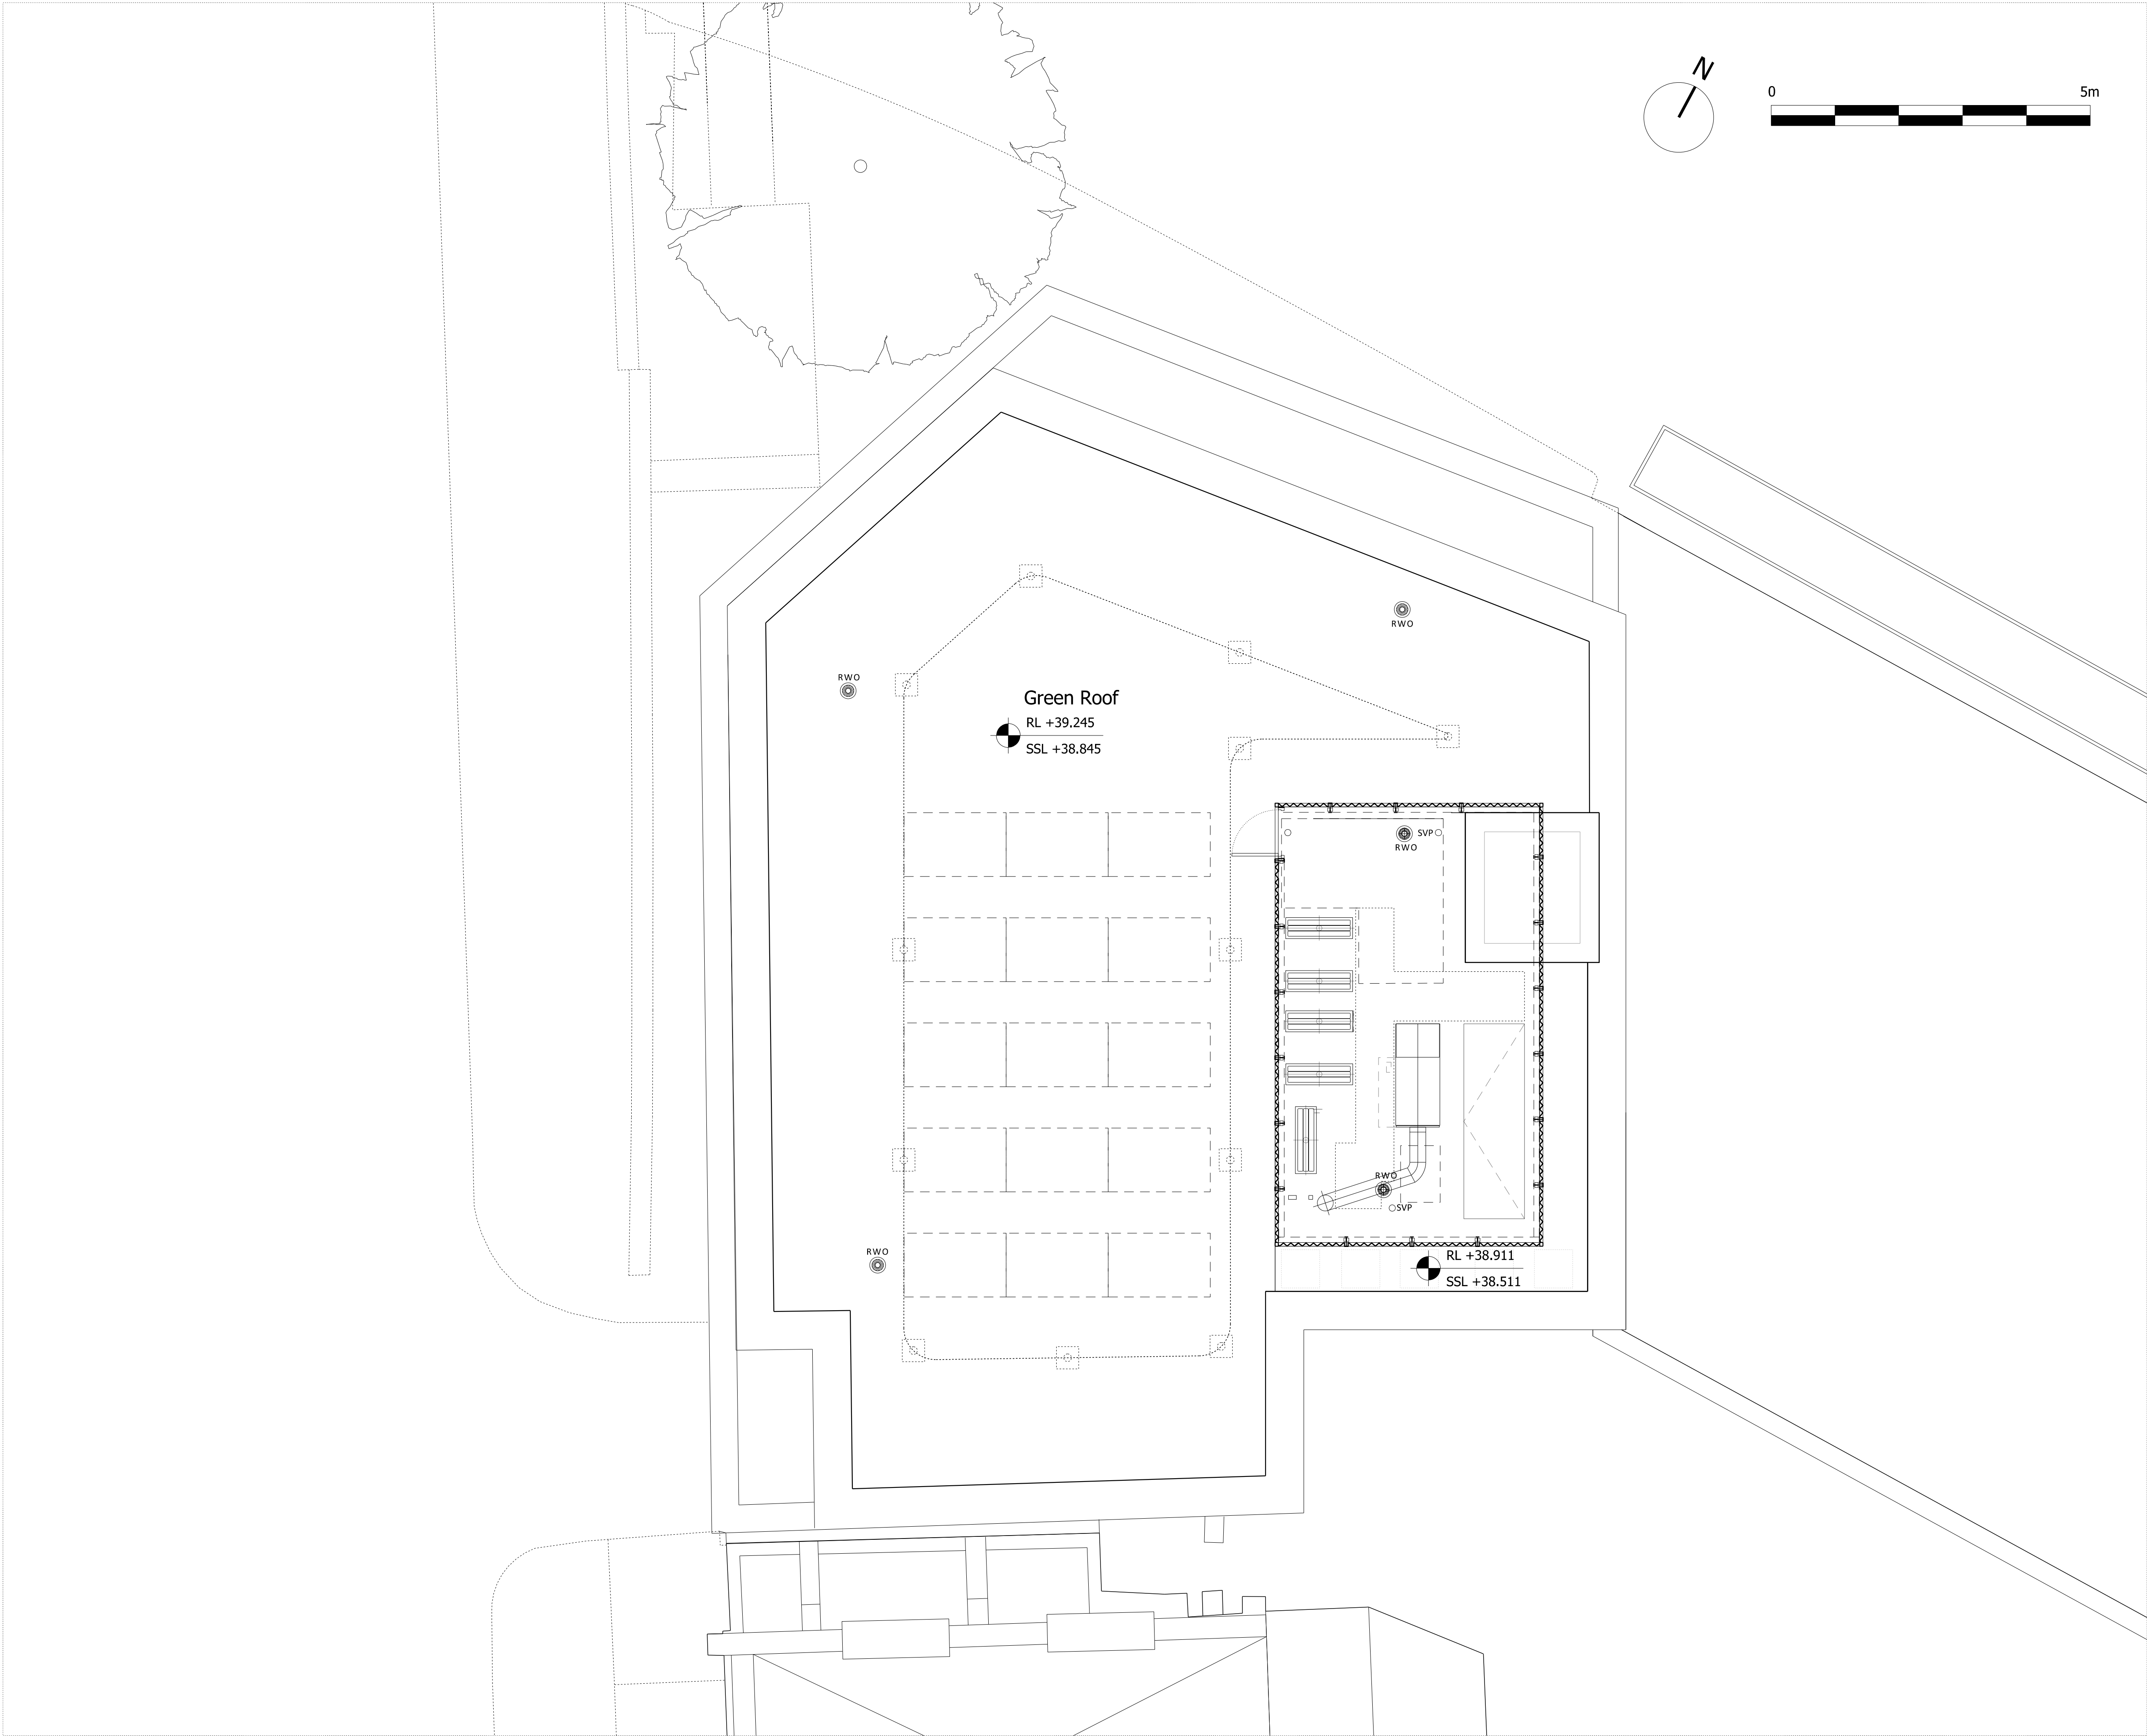 N
0
5m
RWO
RWO
Green Roof
RL +39.245
SSL +38.845
SVP
RWO
RWO
SVP
RWO
RL +38.911
SSL +38.511